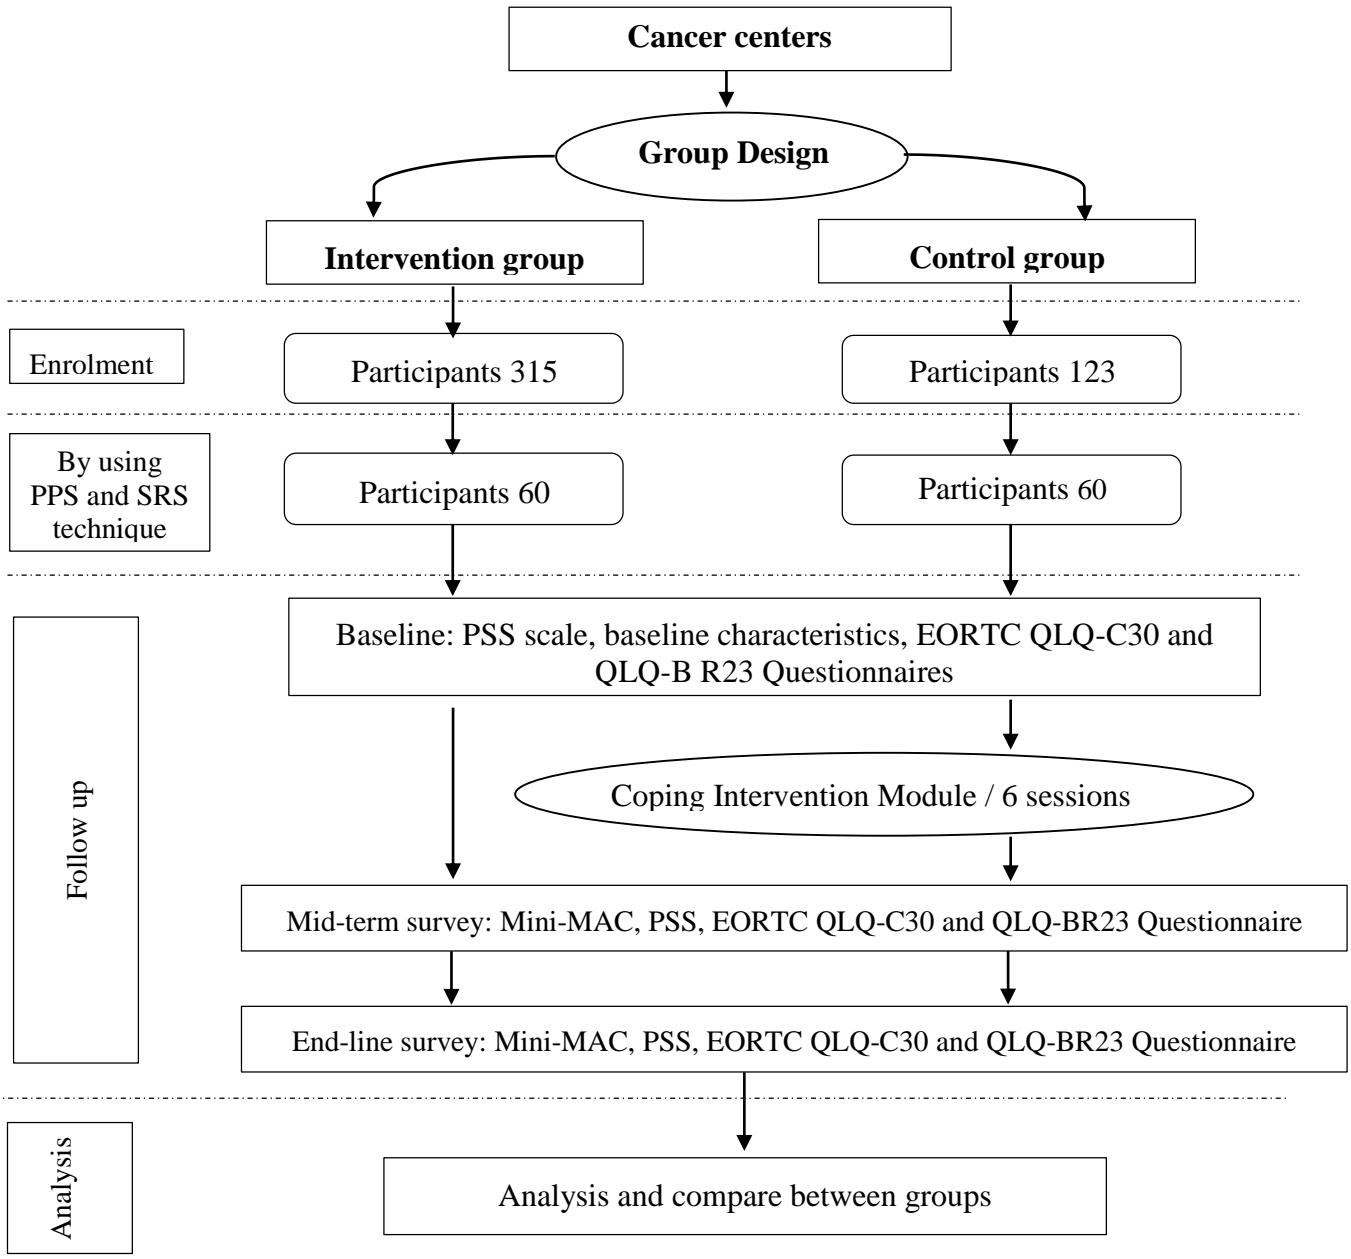 Cancer centers
Group Design
Intervention group
Control group
Enrolment
Participants 315
Participants 123
By using
PPS and SRS
technique
Participants 60
Participants 60
Follow up
Baseline: PSS scale, baseline characteristics, EORTC QLQ-C30 and
QLQ-B R23 Questionnaires
Coping Intervention Module / 6 sessions
Mid-term survey: Mini-MAC, PSS, EORTC QLQ-C30 and QLQ-BR23 Questionnaire
End-line survey: Mini-MAC, PSS, EORTC QLQ-C30 and QLQ-BR23 Questionnaire
Analysis
Analysis and compare between groups